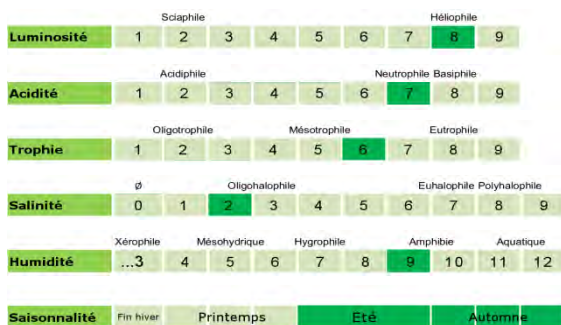 Sciaphile Héliophile
Luminosité 1 2 3 4 5 6 7 8 9
Acidiphile Neutrophile Basiphile
Acidité 1 2 3 4 5 6 7 8 9
Oligotrophile Mésotrophile Eutrophile
Trophie 1 2 3 4 5 6 7 8 9
Ø Oligohalophile Euhalophile Polyhalophile
Salinité 0 1 2 3 4 5 6 7 8 9
Xérophile Mésohydrique Hygrophile Amphibie Aquatique
Humidité ...3 4 5 6 7 8 9 10 11 12
Saisonnalité Fin hiver Printemps Eté Automne